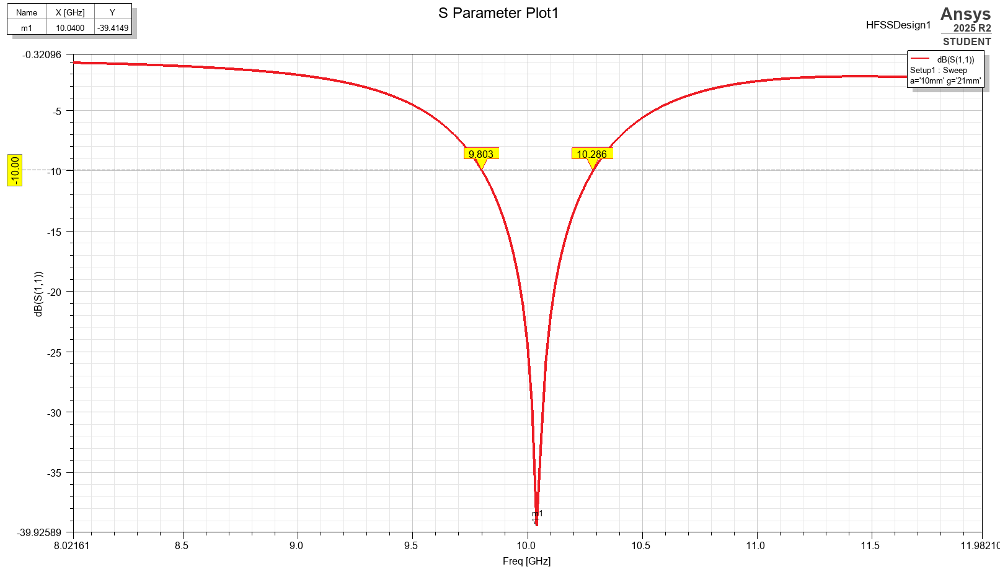 Name X [GHz] Y
m1 10.0400 -39.4149
S Parameter Plot1
HFSSDesign1
Ansys
2025 R2
STUDENT
dB(S(1,1))
Setup1 : Sweep
a='10mm' g='21mm'
-0.32096
-5
-10.00
-10
-15
-20
-25
-30
-35
-39.92589
dB(S(1,1))
9.803
10.286
m1
8.02161 8.5 9.0 9.5 10.0 10.5 11.0 11.5 11.98210
Freq [GHz]